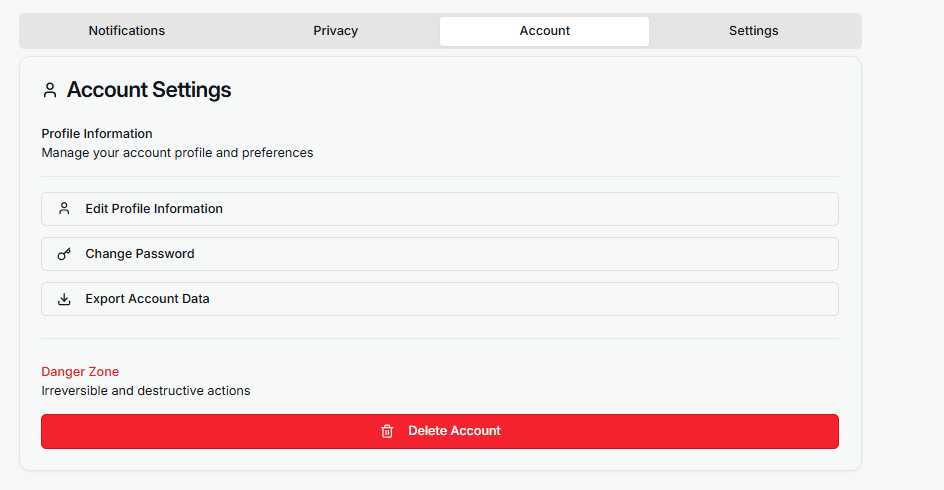 Notifications Privacy Account Settings
Account Settings
Profile Information
Manage your account profile and preferences
Edit Profile Information
Change Password
Export Account Data
Danger Zone
Irreversible and destructive actions
Delete Account